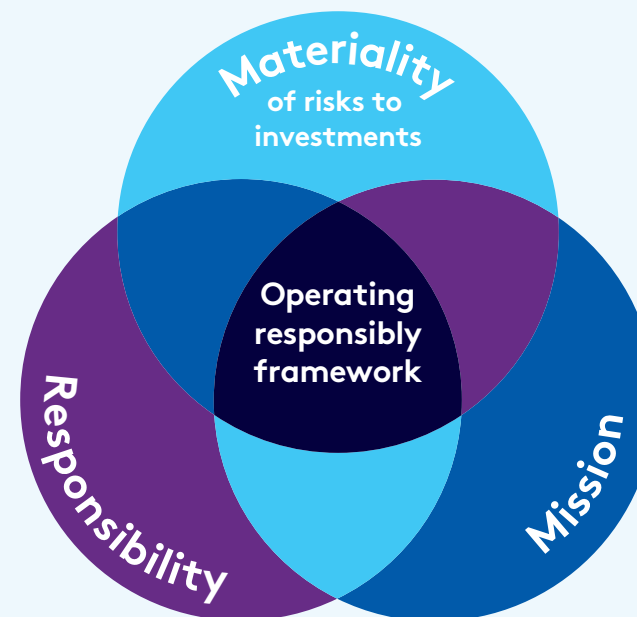 Materiality
of risks to
investments
Operating
responsibly
framework
Responsibility
Mission